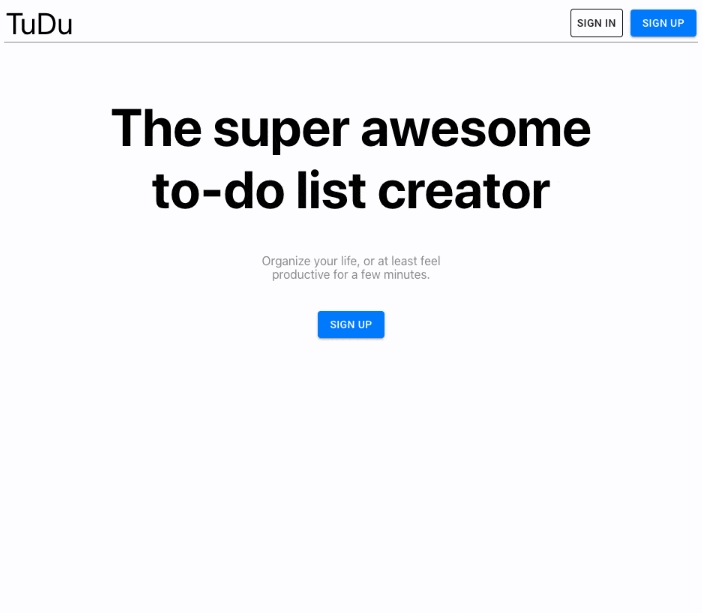 TuDu
SIGN IN
SIGN UP
The super awesome
to-do list creator
Organize your life, or at least feel
productive for a few minutes.
SIGN UP